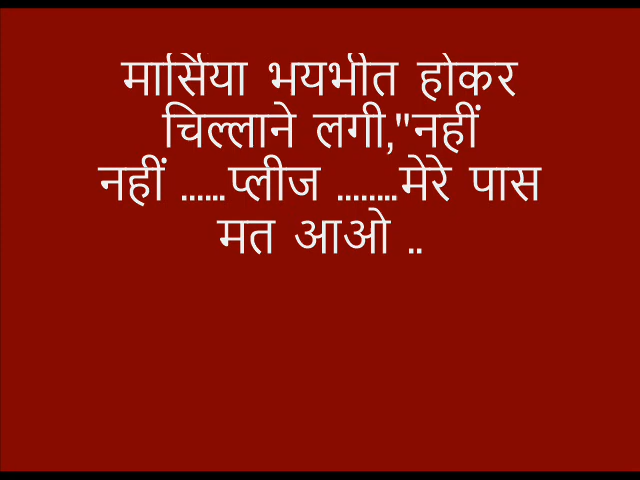 मार्सिया भयभीत होकर
चिल्लाने लगी,"नहीं
नहीं ......प्लीज ........मेरे पास
मत आओ ..